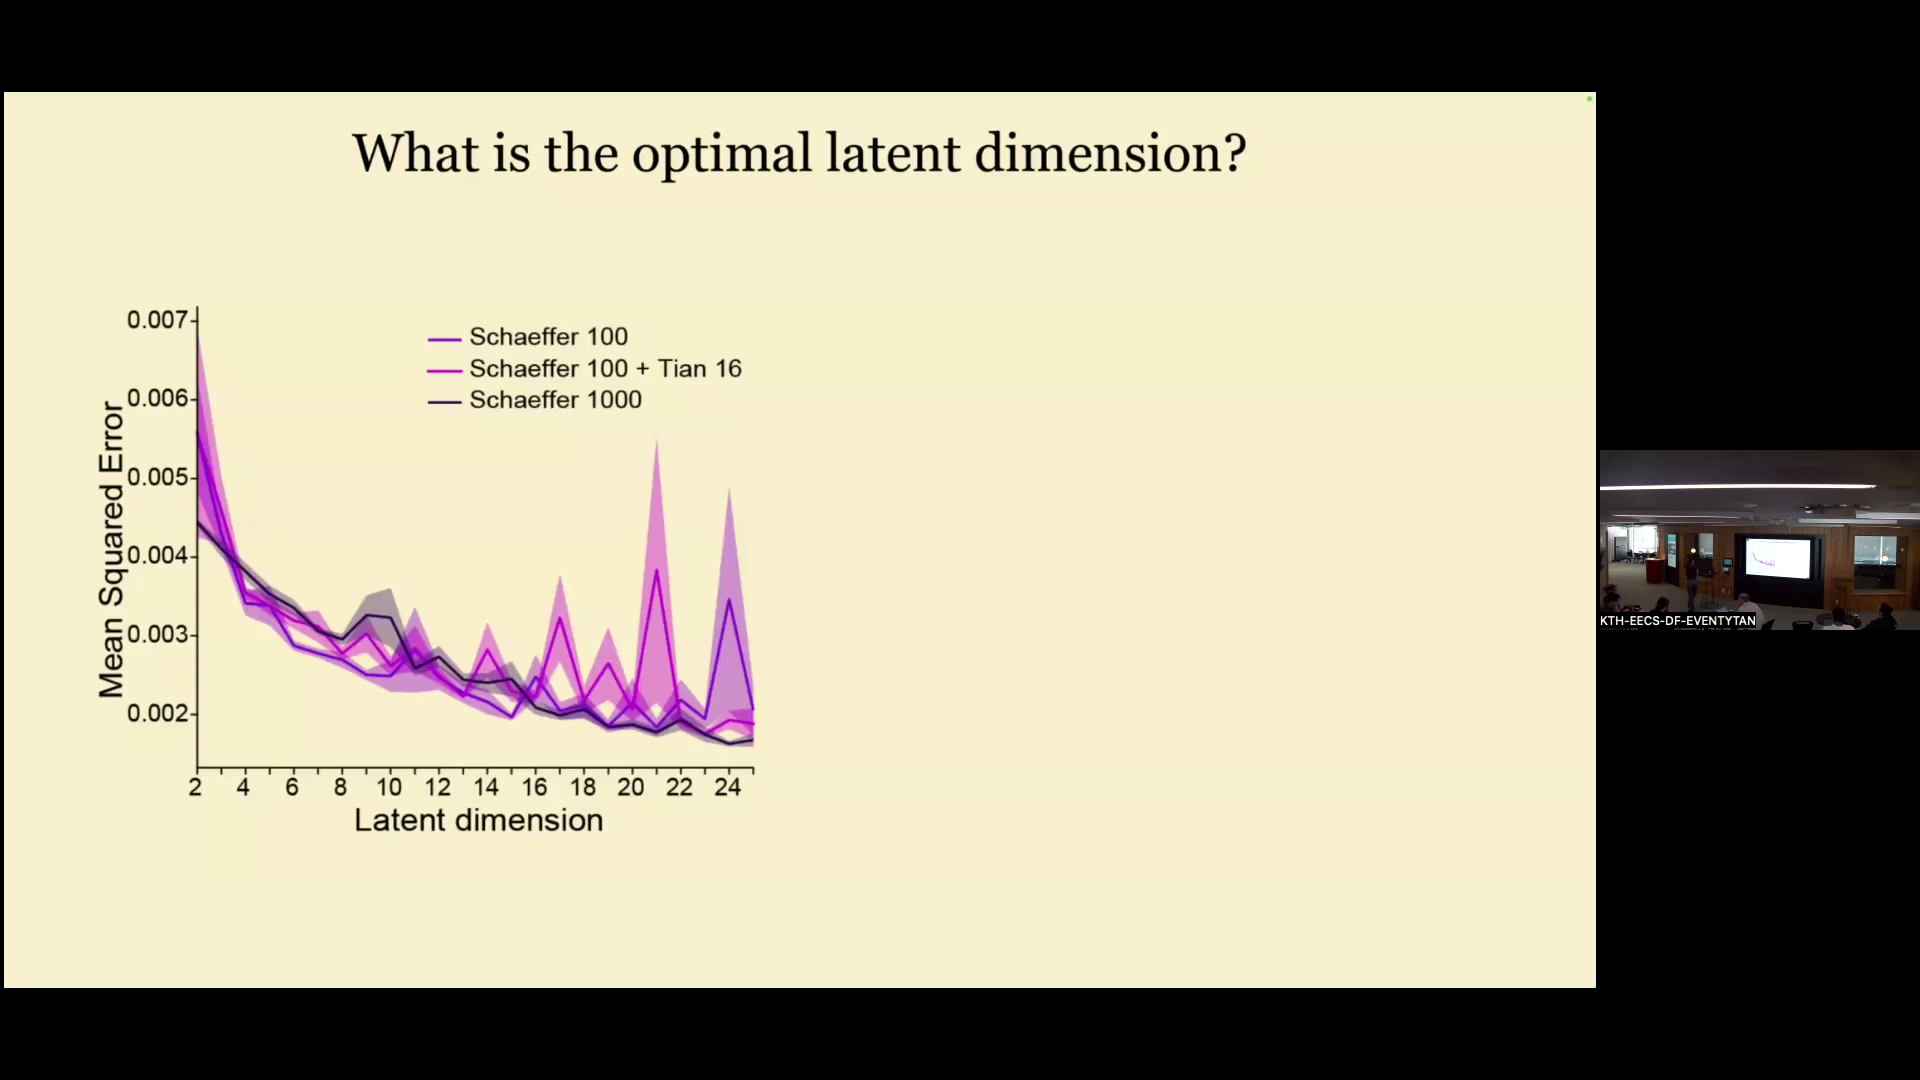 What is the optimal latent dimension?
0.007
0.006
0.005
0.004
0.003
0.002
Mean Squared Error
Schaeffer 100
Schaeffer 100 + Tian 16
Schaeffer 1000
2 4 6 8 10 12 14 16 18 20 22 24
Latent dimension
KTH-EECS-DF-EVENTYTAN